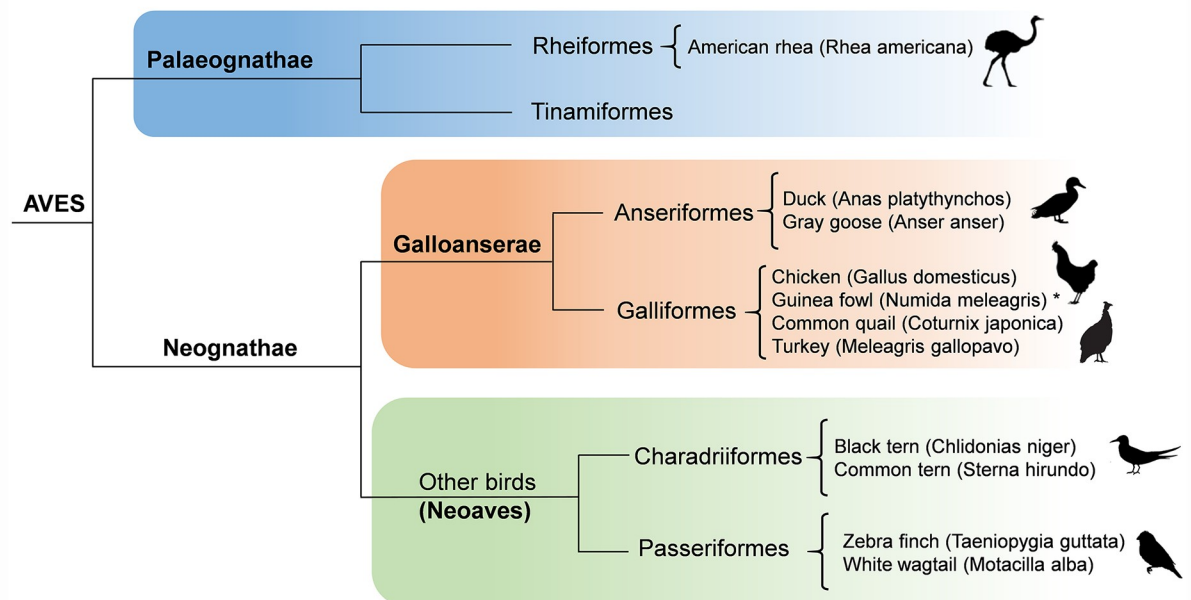 AVES
Palaeognathae
Rheiformes
American rhea (Rhea americana)
Tinamiformes
Neognathae
Galloanserae
Anseriformes
Duck (Anas platythynchos)
Gray goose (Anser anser)
Galliformes
Chicken (Gallus domesticus)
Guinea fowl (Numida meleagris) *
Common quail (Coturnix japonica)
Turkey (Meleagris gallopavo)
Other birds
(Neoaves)
Charadriiformes
Black tern (Chlidonias niger)
Common tern (Sterna hirundo)
Passeriformes
Zebra finch (Taeniopygia guttata)
White wagtail (Motacilla alba)